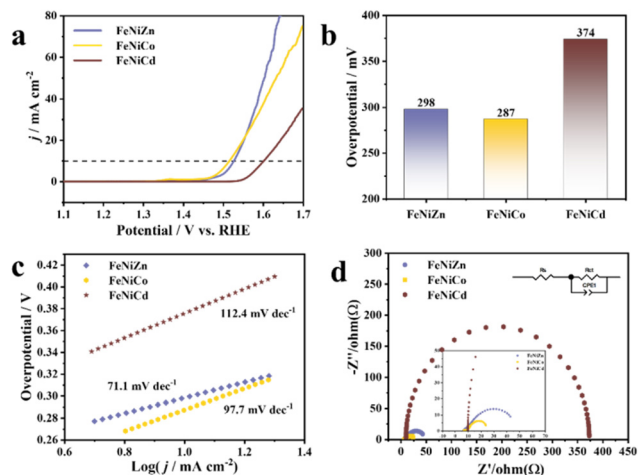 a
FeNiZn
FeNiCo
FeNiCd
80
60
40
20
0
j / mA cm⁻²
1.1 1.2 1.3 1.4 1.5 1.6 1.7
Potential / V vs. RHE
b
400
350
300
250
200
Overpotential / mV
298
287
374
FeNiZn FeNiCo FeNiCd
c
FeNiZn
FeNiCo
FeNiCd
0.42
0.40
0.38
0.36
0.34
0.32
0.30
0.28
0.26
Overpotential / V
112.4 mV dec⁻¹
71.1 mV dec⁻¹
97.7 mV dec⁻¹
0.6 0.8 1.0 1.2 1.4
Log( j / mA cm⁻²)
d
FeNiZn
FeNiCo
FeNiCd
Rs
Rct
CPE1
300
250
200
150
100
50
0
-Z''/ohm(Ω)
FeNiZn
FeNiCo
FeNiCd
0 50 100 150 200 250 300 350 400 450
Z'/ohm(Ω)